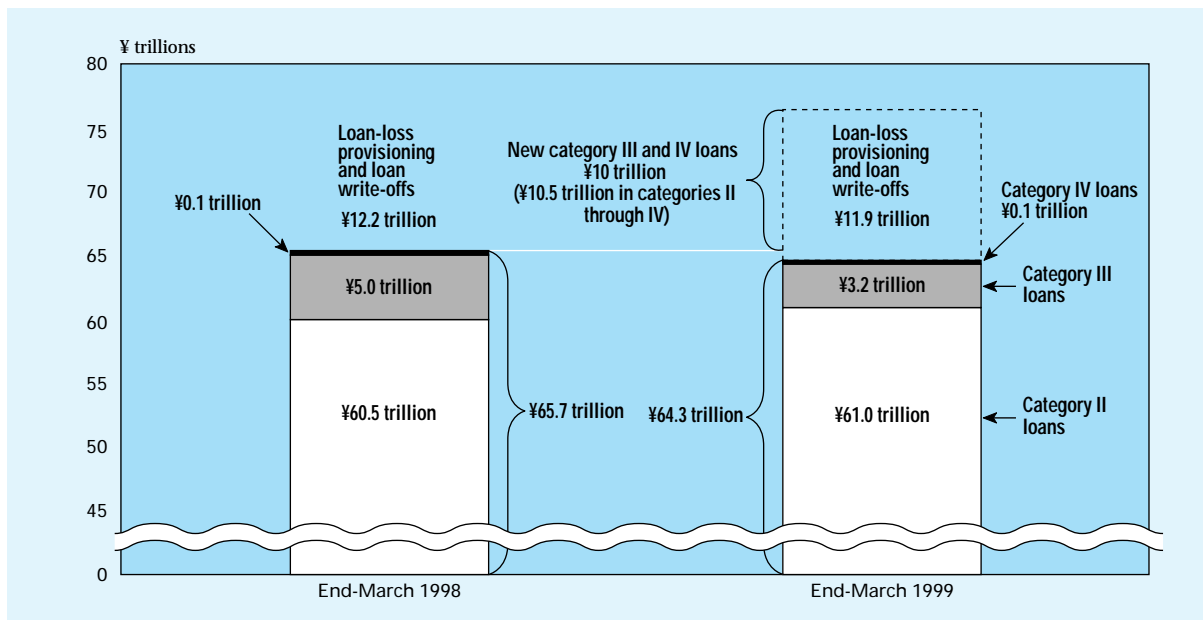 ¥ trillions
80
75
70
65
60
55
50
45
0
Loan-loss
provisioning
and loan
write-offs
¥12.2 trillion
¥0.1 trillion
¥5.0 trillion
¥60.5 trillion
¥65.7 trillion
End-March 1998
New category III and IV loans
¥10 trillion
(¥10.5 trillion in categories II
through IV)
Loan-loss
provisioning
and loan
write-offs
¥11.9 trillion
Category IV loans
¥0.1 trillion
¥3.2 trillion
Category III
loans
¥64.3 trillion
¥61.0 trillion
Category II
loans
End-March 1999